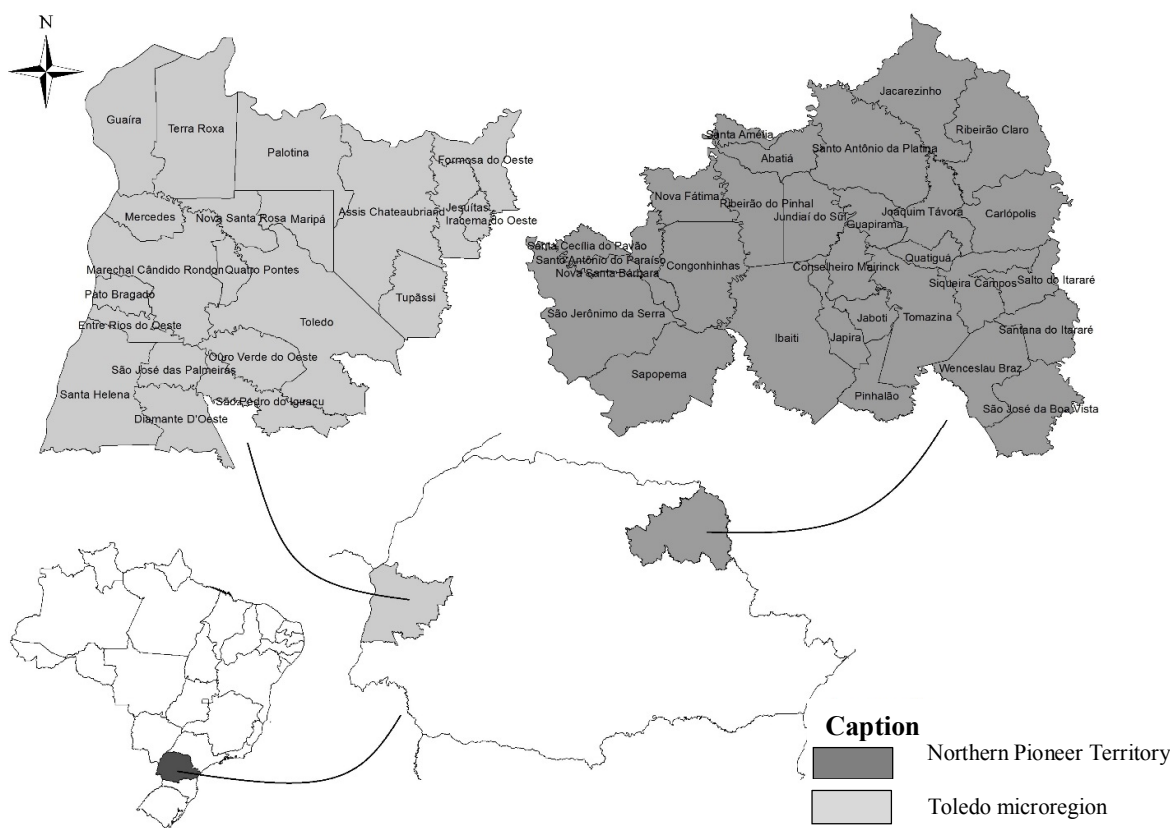 N
Guaíra
Terra Roxa
Palotina
Formosa do Oeste
Mercedes
Nova Santa Rosa
Maripá
Assis Chateaubriand
Jesuítas
Iracema do Oeste
Marechal Cândido Rondon
Quatro Pontes
Pato Bragado
Tupãssi
Entre Rios do Oeste
Toledo
Ouro Verde do Oeste
São José das Palmeiras
Santa Helena
São Pedro do Iguaçu
Diamante D'Oeste
Jacarezinho
Ribeirão Claro
Santa Amélia
Santo Antônio da Platina
Abatiá
Nova Fátima
Ribeirão do Pinhal
Jundiaí do Sul
Joaquim Távora
Carlópolis
Guapirama
Santa Cecília do Pavão
Santo Antônio do Paraíso
Nova Santa Bárbara
Congonhinhas
Conselheiro Mairinck
Quatiguá
Siqueira Campos
Salto do Itararé
São Jerônimo da Serra
Jaboti
Tomazina
Santana do Itararé
Ibaiti
Japira
Sapopema
Wenceslau Braz
Pinhalão
São José da Boa Vista
Caption
Northern Pioneer Territory
Toledo microregion